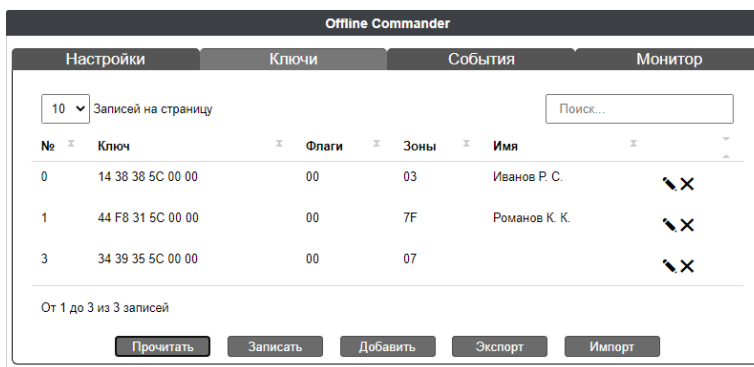 Offline Commander
Настройки Ключи События Монитор
10 Записей на страницу Поиск...
№ Ключ Флаги Зоны Имя
0 14 38 38 5C 00 00 00 03 Иванов Р. С.
1 44 F8 31 5C 00 00 00 7F Романов К. К.
3 34 39 35 5C 00 00 00 07
От 1 до 3 из 3 записей
Прочитать Записать Добавить Экспорт Импорт